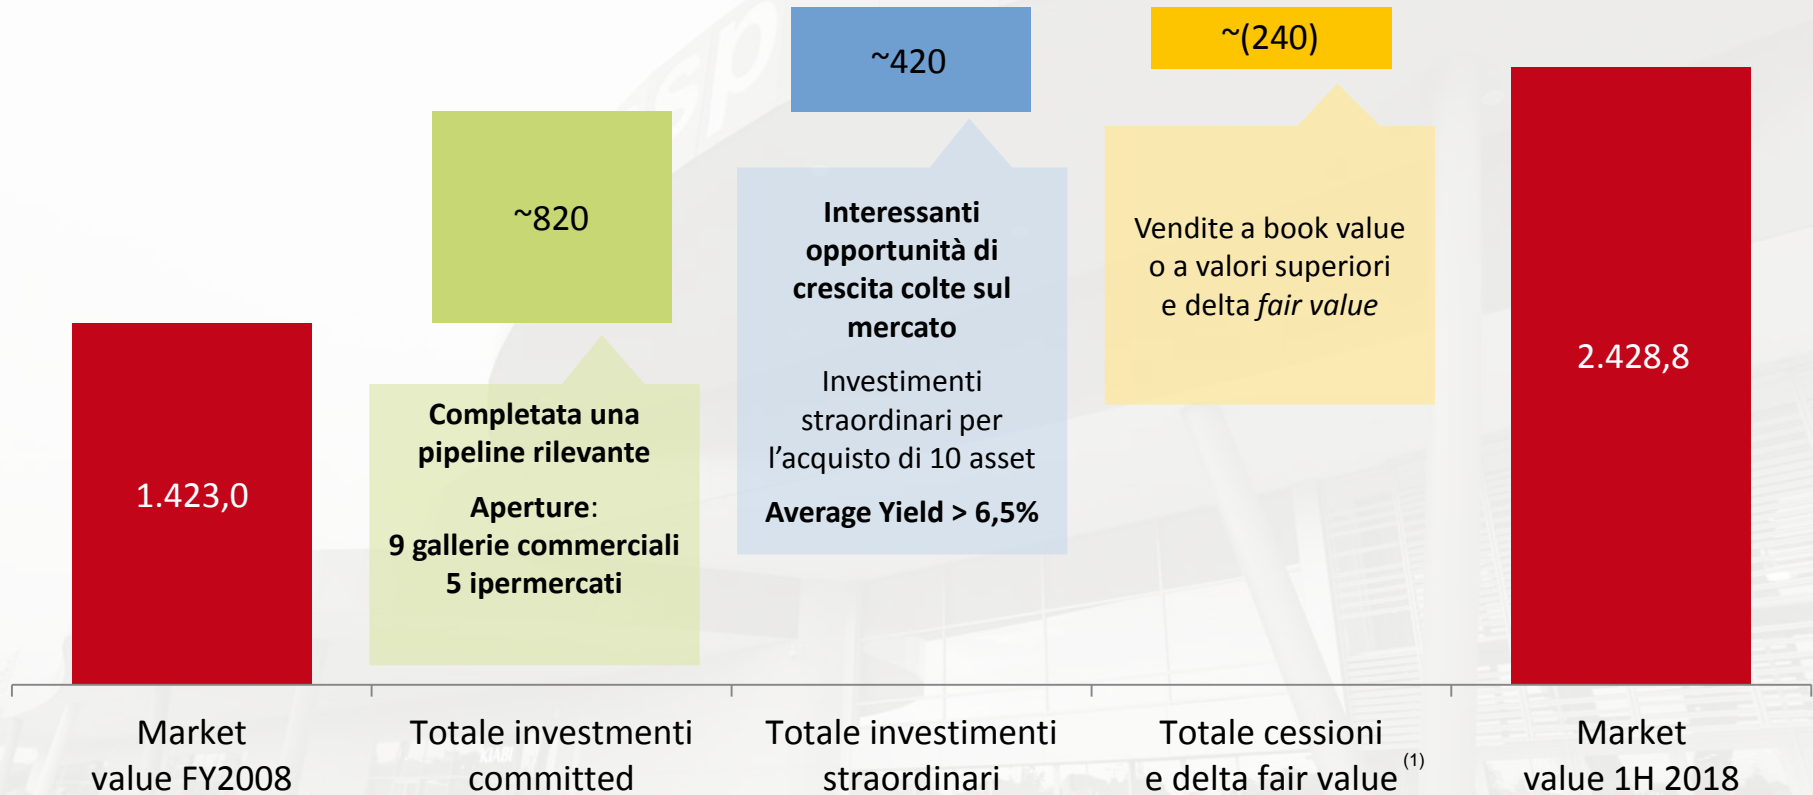 ~420
~(240)
~820
Interessanti
opportunità di
crescita colte sul
mercato
Investimenti
straordinari per
l'acquisto di 10 asset
Average Yield > 6,5%
Vendite a book value
o a valori superiori
e delta fair value
2.428,8
Completata una
pipeline rilevante
Aperture:
9 gallerie commerciali
5 ipermercati
1.423,0
Market
value FY2008
Totale investmenti
committed
Totale investimenti
straordinari
Totale cessioni
e delta fair value (1)
Market
value 1H 2018